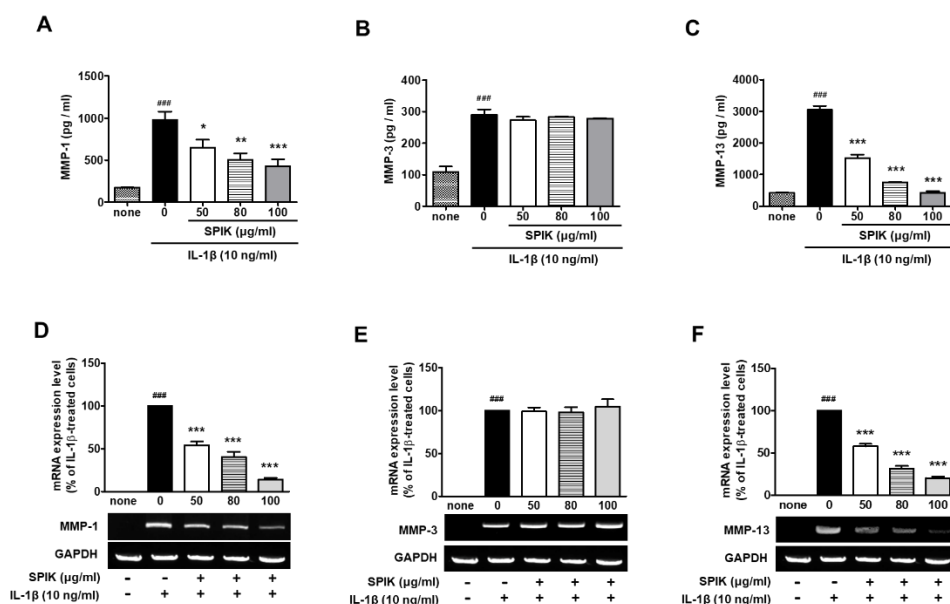 A
MMP-1 (pg / ml)
1500
1000
500
0
###
*
**
***
none 0 50 80 100
SPIK (µg/ml)
IL-1β (10 ng/ml)
B
MMP-3 (pg / ml)
400
300
200
100
0
###
none 0 50 80 100
SPIK (µg/ml)
IL-1β (10 ng/ml)
C
MMP-13 (pg / ml)
4000
3000
2000
1000
0
###
***
***
***
none 0 50 80 100
SPIK (µg/ml)
IL-1β (10 ng/ml)
D
mRNA expression level
(% of IL-1β-treated cells)
150
100
50
0
###
***
***
***
none 0 50 80 100
MMP-1
GAPDH
SPIK (µg/ml) - - + + +
IL-1β (10 ng/ml) - + + + +
E
mRNA expression level
(% of IL-1β-treated cells)
150
100
50
0
###
none 0 50 80 100
MMP-3
GAPDH
SPIK (µg/ml) - - + + +
IL-1β (10 ng/ml) - + + + +
F
mRNA expression level
(% of IL-1β-treated cells)
150
100
50
0
###
***
***
***
none 0 50 80 100
MMP-13
GAPDH
SPIK (µg/ml) - - + + +
IL-1β (10 ng/ml) - + + + +